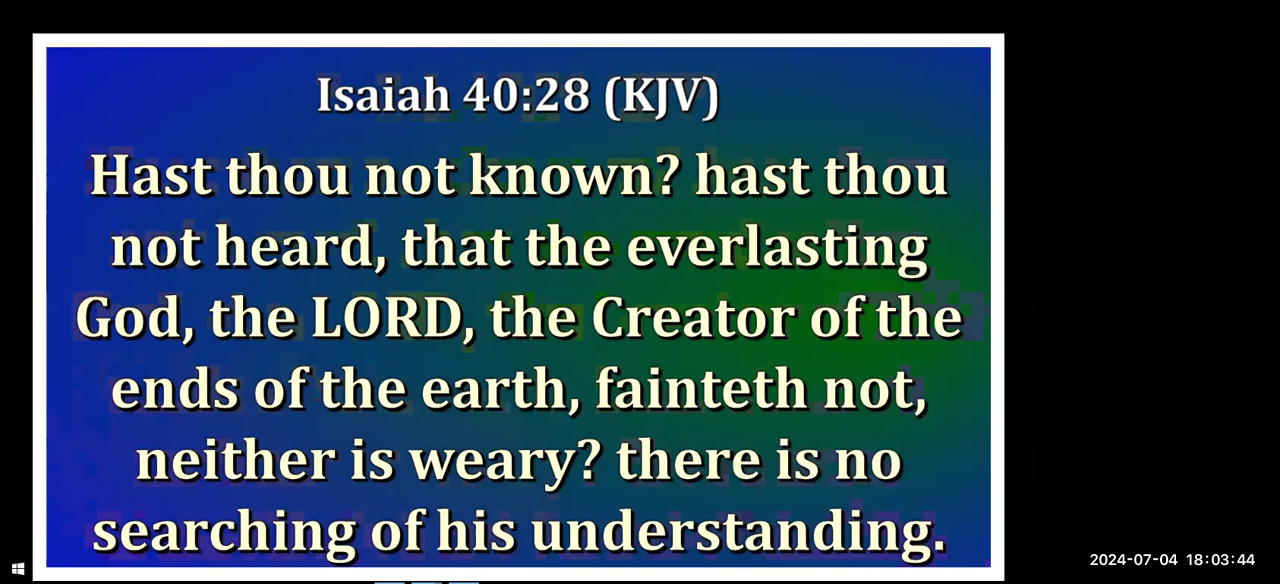 Isaiah 40:28 (KJV)
Hast thou not known? hast thou
not heard, that the everlasting
God, the LORD, the Creator of the
ends of the earth, fainteth not,
neither is weary? there is no
searching of his understanding.
2024-07-04 18:03:44